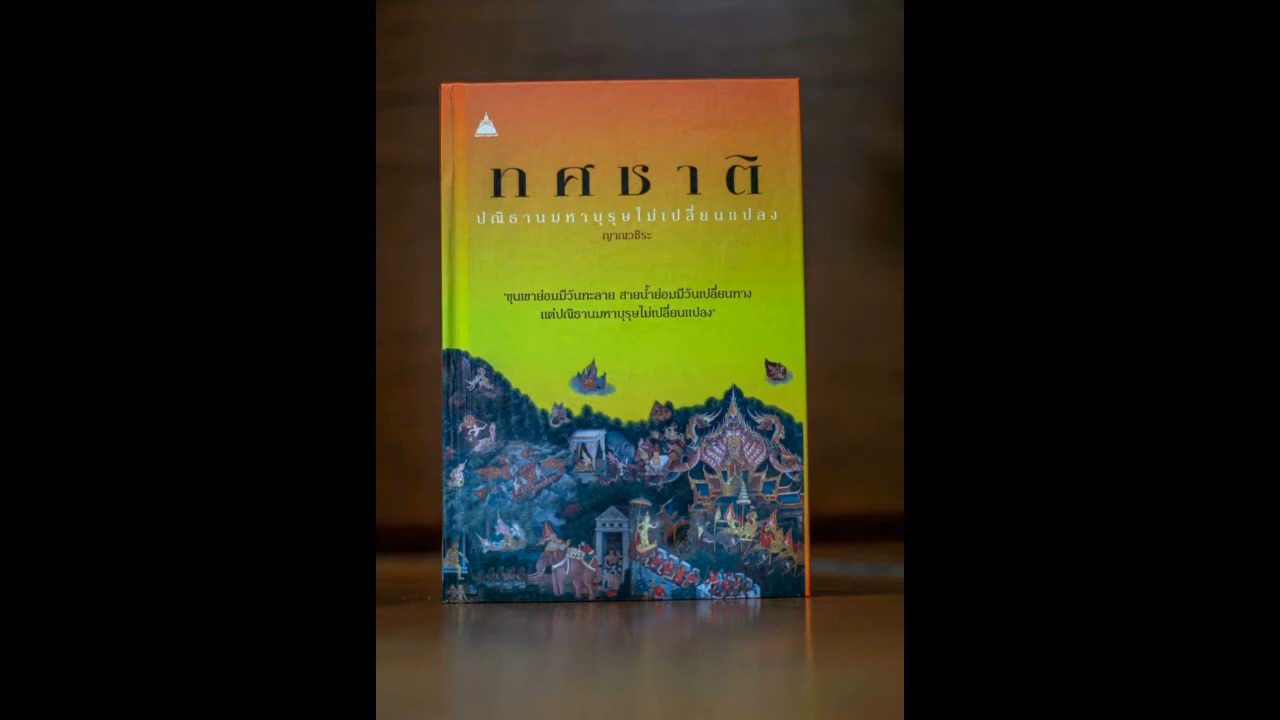 ทศชาติ
ปณิธานมหาบุรุษไม่เปลี่ยนแปลง
ญาณวชิระ
'ขุนเขาย่อมมีวันทะลาย สายน้ำย่อมมีวันเปลี่ยนทาง
แต่ปณิธานมหาบุรุษไม่เปลี่ยนแปลง'